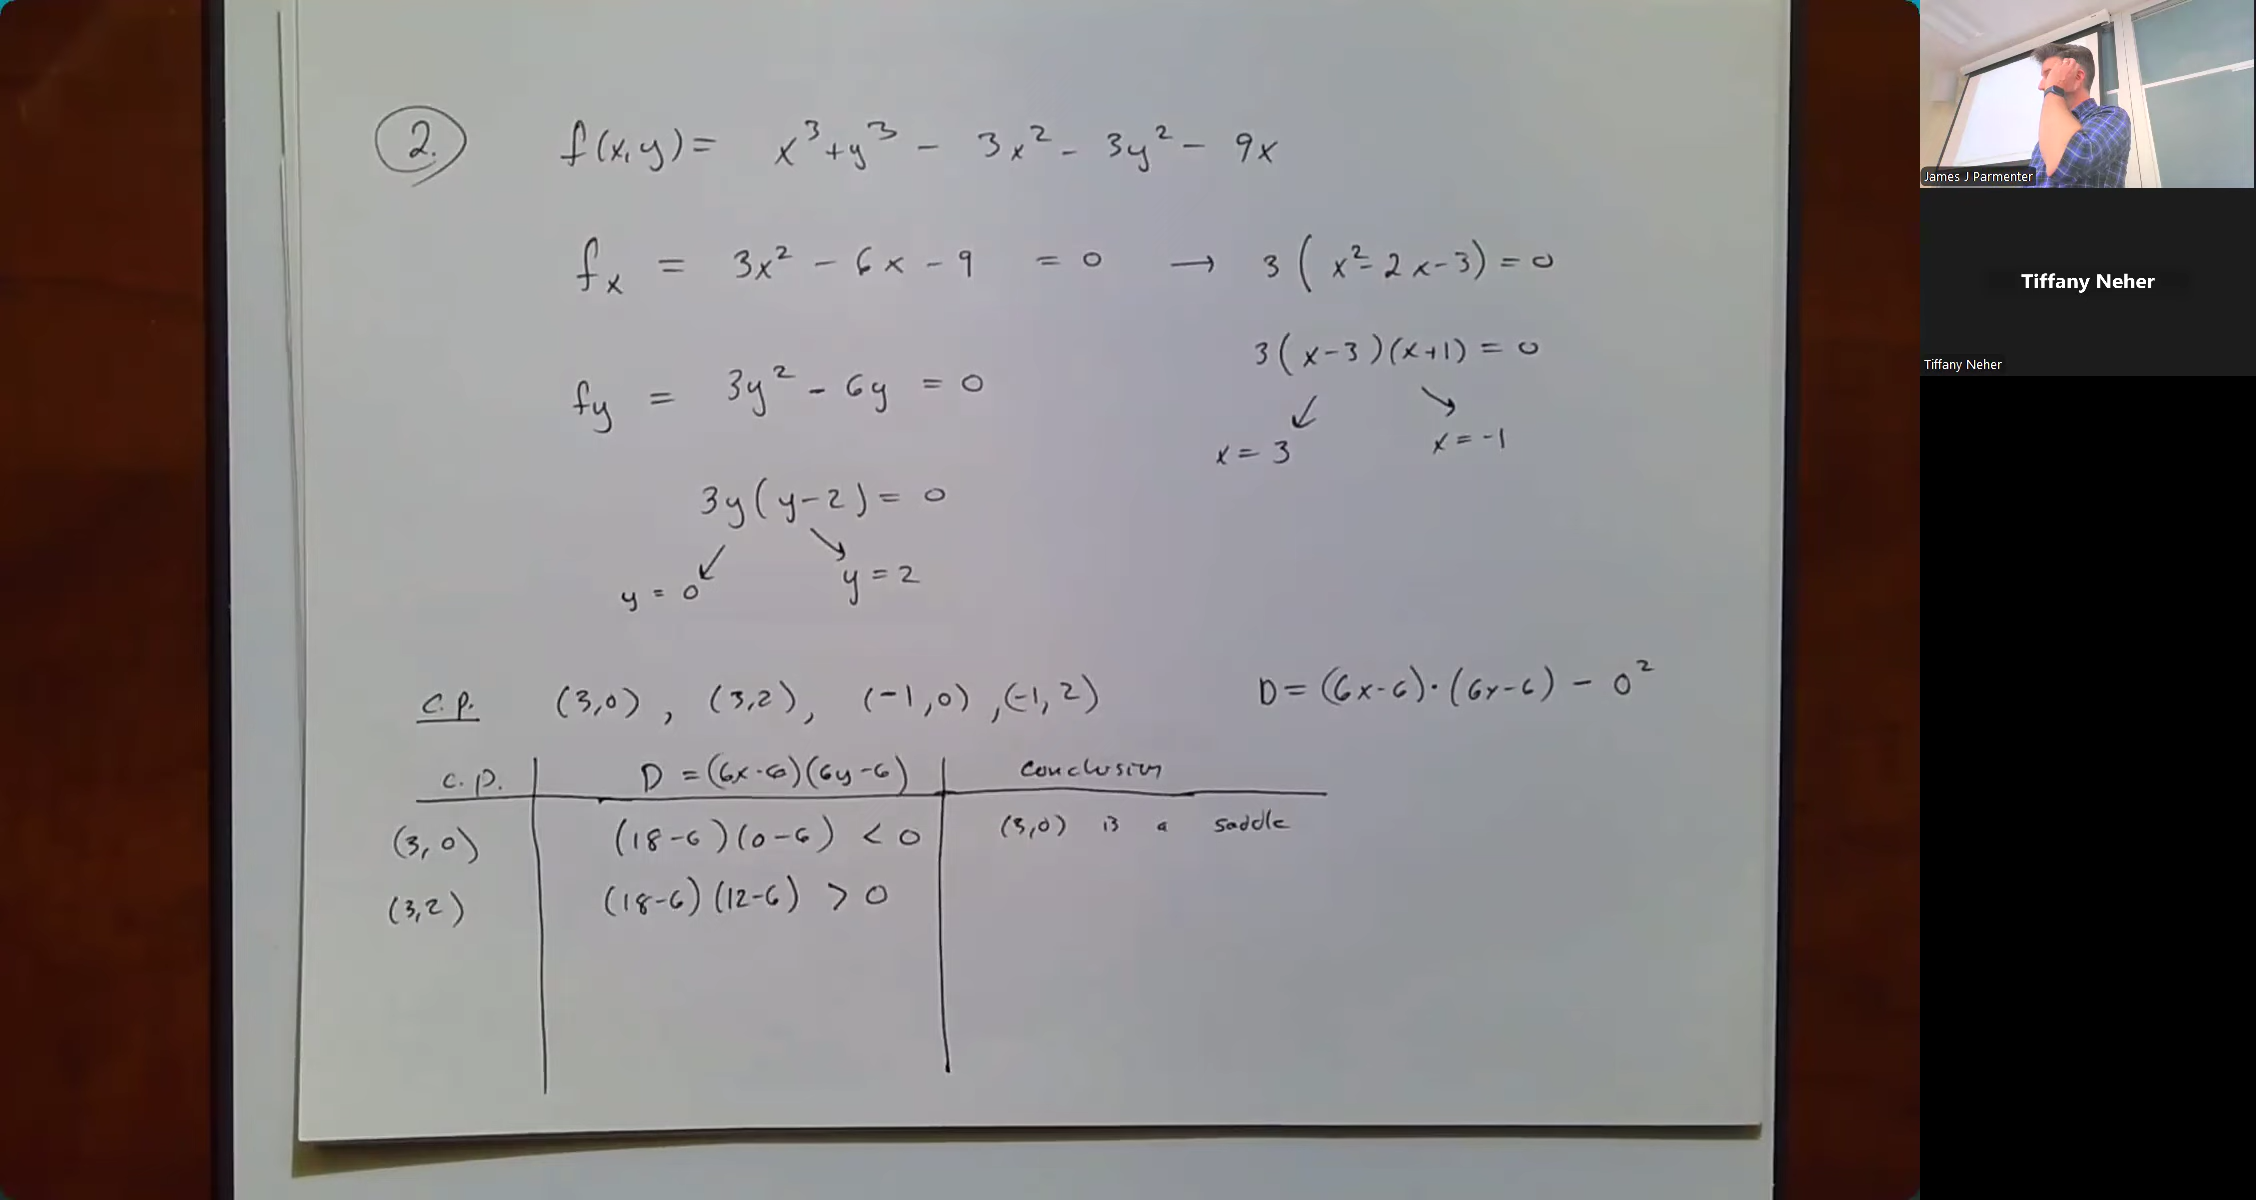 2. f(x,y) = x³ + y³ - 3x² - 3y² - 9x
fx = 3x² - 6x - 9 = 0 → 3(x² - 2x - 3) = 0
3(x-3)(x+1) = 0
x = 3 x = -1
fy = 3y² - 6y = 0
3y(y-2) = 0
y = 0 y = 2
c.p. (3,0), (3,2), (-1,0), (-1,2) D = (6x-6)·(6y-6) - 0²
c.p. D = (6x-6)(6y-6) conclusion
(3,0) (18-6)(0-6) < 0 (3,0) is a saddle
(3,2) (18-6)(12-6) > 0
James J Parmenter
Tiffany Neher
Tiffany Neher